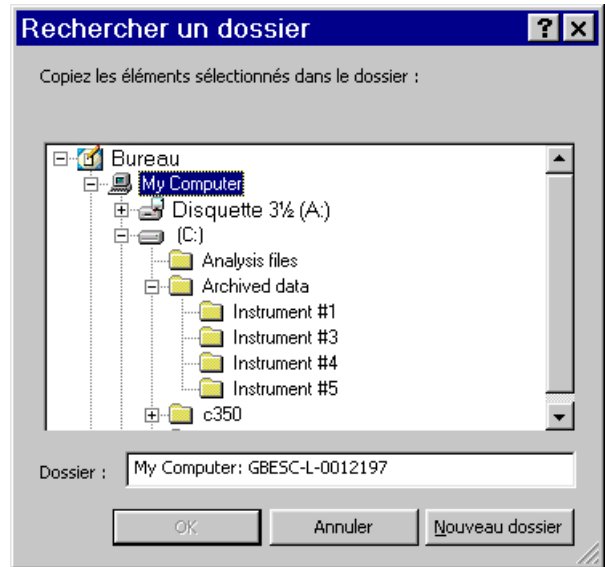 Rechercher un dossier
Copiez les éléments sélectionnés dans le dossier :
Bureau
My Computer
Disquette 3½ (A:)
(C:)
Analysis files
Archived data
Instrument #1
Instrument #3
Instrument #4
Instrument #5
c350
Dossier : My Computer: GBESC-L-0012197
OK Annuler Nouveau dossier